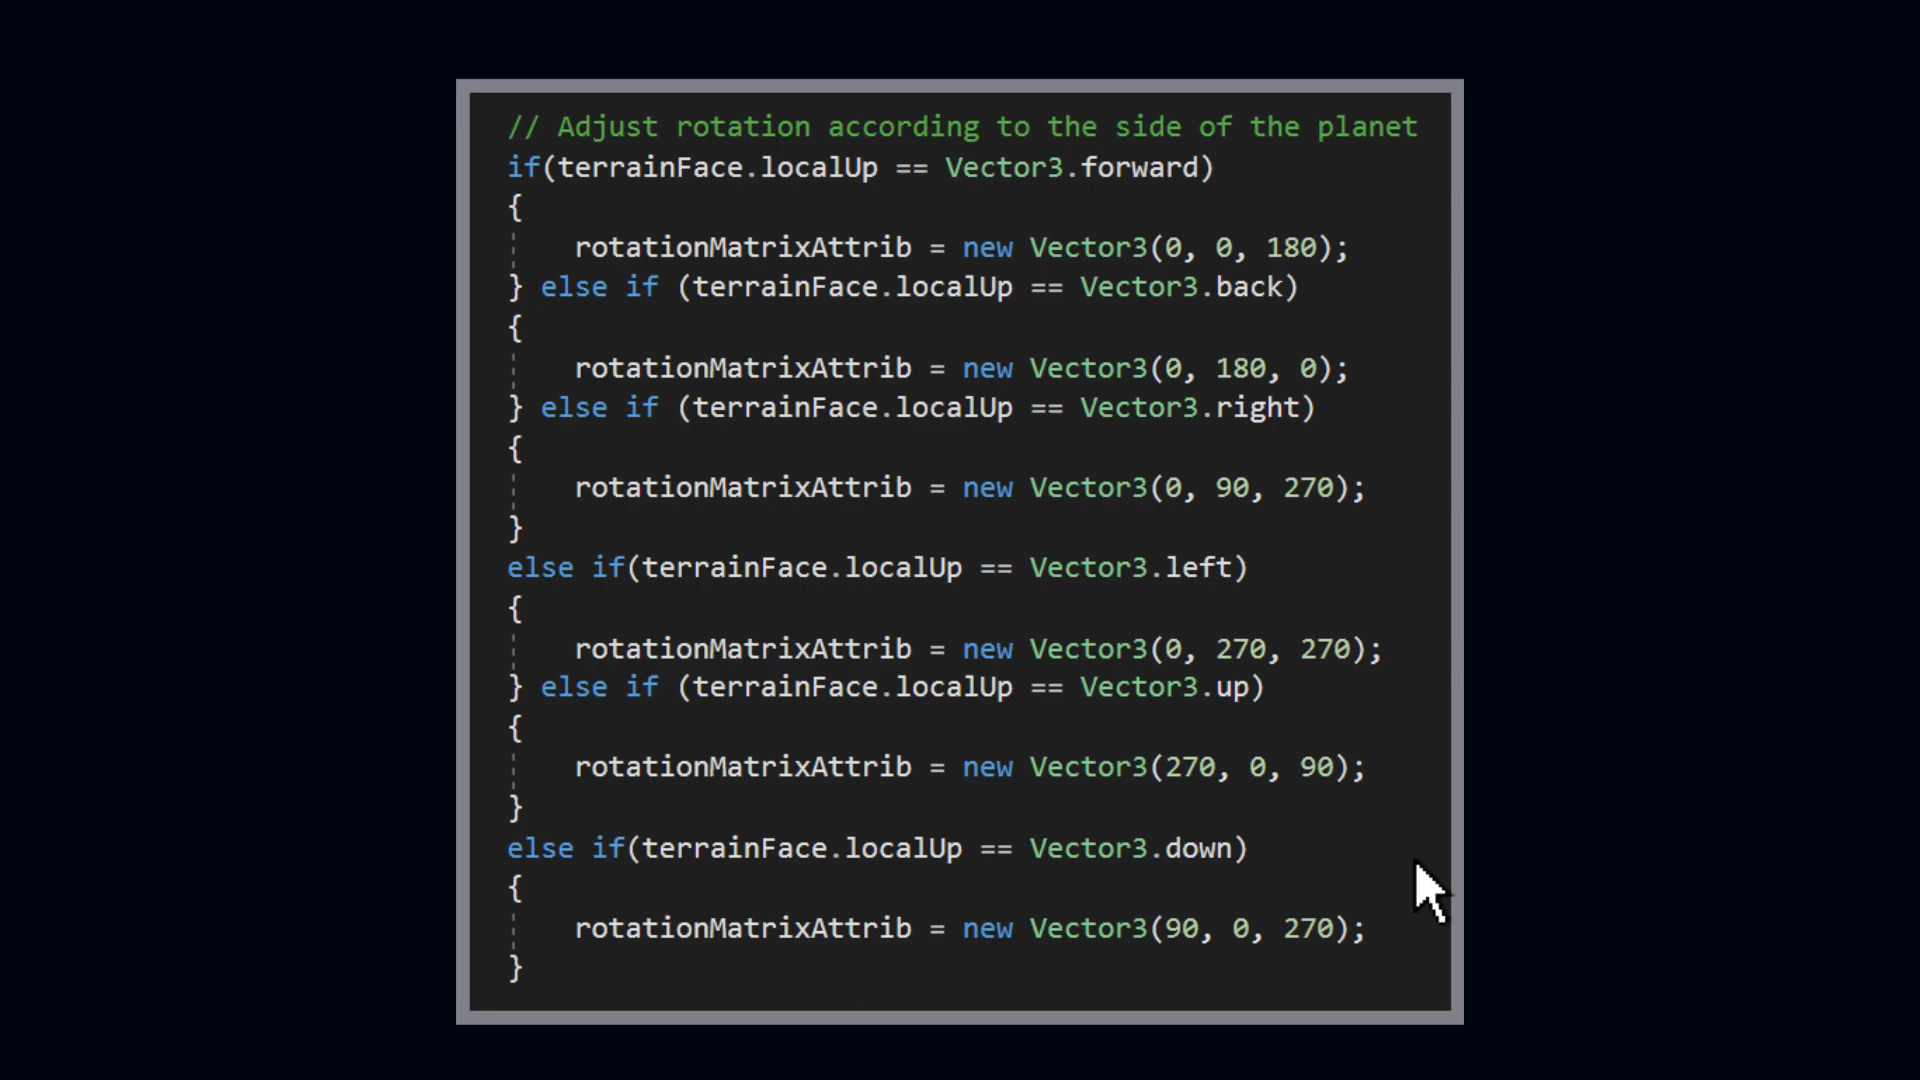 // Adjust rotation according to the side of the planet
if(terrainFace.localUp == Vector3.forward)
{
    rotationMatrixAttrib = new Vector3(0, 0, 180);
} else if (terrainFace.localUp == Vector3.back)
{
    rotationMatrixAttrib = new Vector3(0, 180, 0);
} else if (terrainFace.localUp == Vector3.right)
{
    rotationMatrixAttrib = new Vector3(0, 90, 270);
}
else if(terrainFace.localUp == Vector3.left)
{
    rotationMatrixAttrib = new Vector3(0, 270, 270);
} else if (terrainFace.localUp == Vector3.up)
{
    rotationMatrixAttrib = new Vector3(270, 0, 90);
}
else if(terrainFace.localUp == Vector3.down)
{
    rotationMatrixAttrib = new Vector3(90, 0, 270);
}